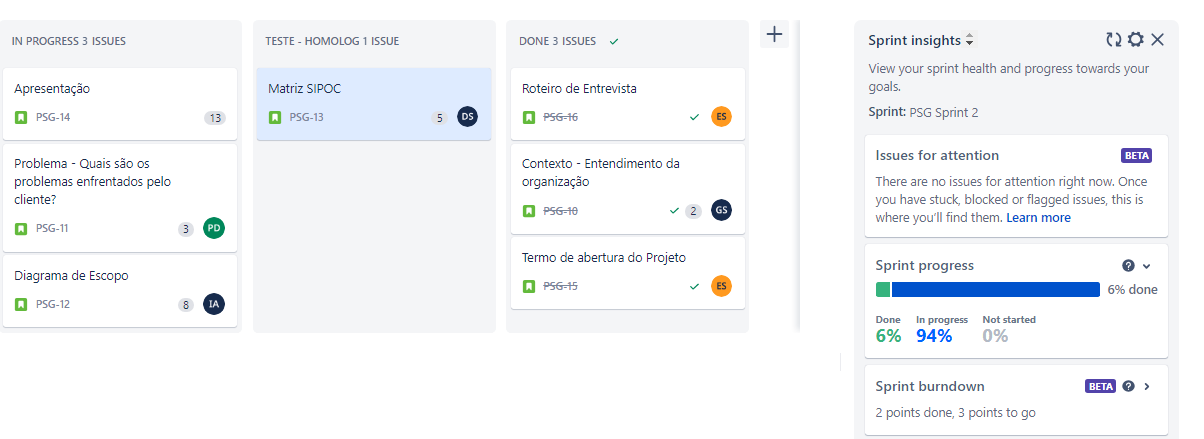 IN PROGRESS 3 ISSUES
Apresentação
PSG-14
13
Problema - Quais são os
problemas enfrentados pelo
cliente?
PSG-11
3
PD
Diagrama de Escopo
PSG-12
8
IA
TESTE - HOMOLOG 1 ISSUE
Matriz SIPOC
PSG-13
5
DS
DONE 3 ISSUES
Roteiro de Entrevista
PSG-16
ES
Contexto - Entendimento da
organização
PSG-10
2
GS
Termo de abertura do Projeto
PSG-15
ES
Sprint insights
View your sprint health and progress towards your
goals.
Sprint: PSG Sprint 2
Issues for attention
BETA
There are no issues for attention right now. Once
you have stuck, blocked or flagged issues, this is
where you'll find them. Learn more
Sprint progress
6% done
Done In progress Not started
6% 94% 0%
Sprint burndown
BETA
2 points done, 3 points to go